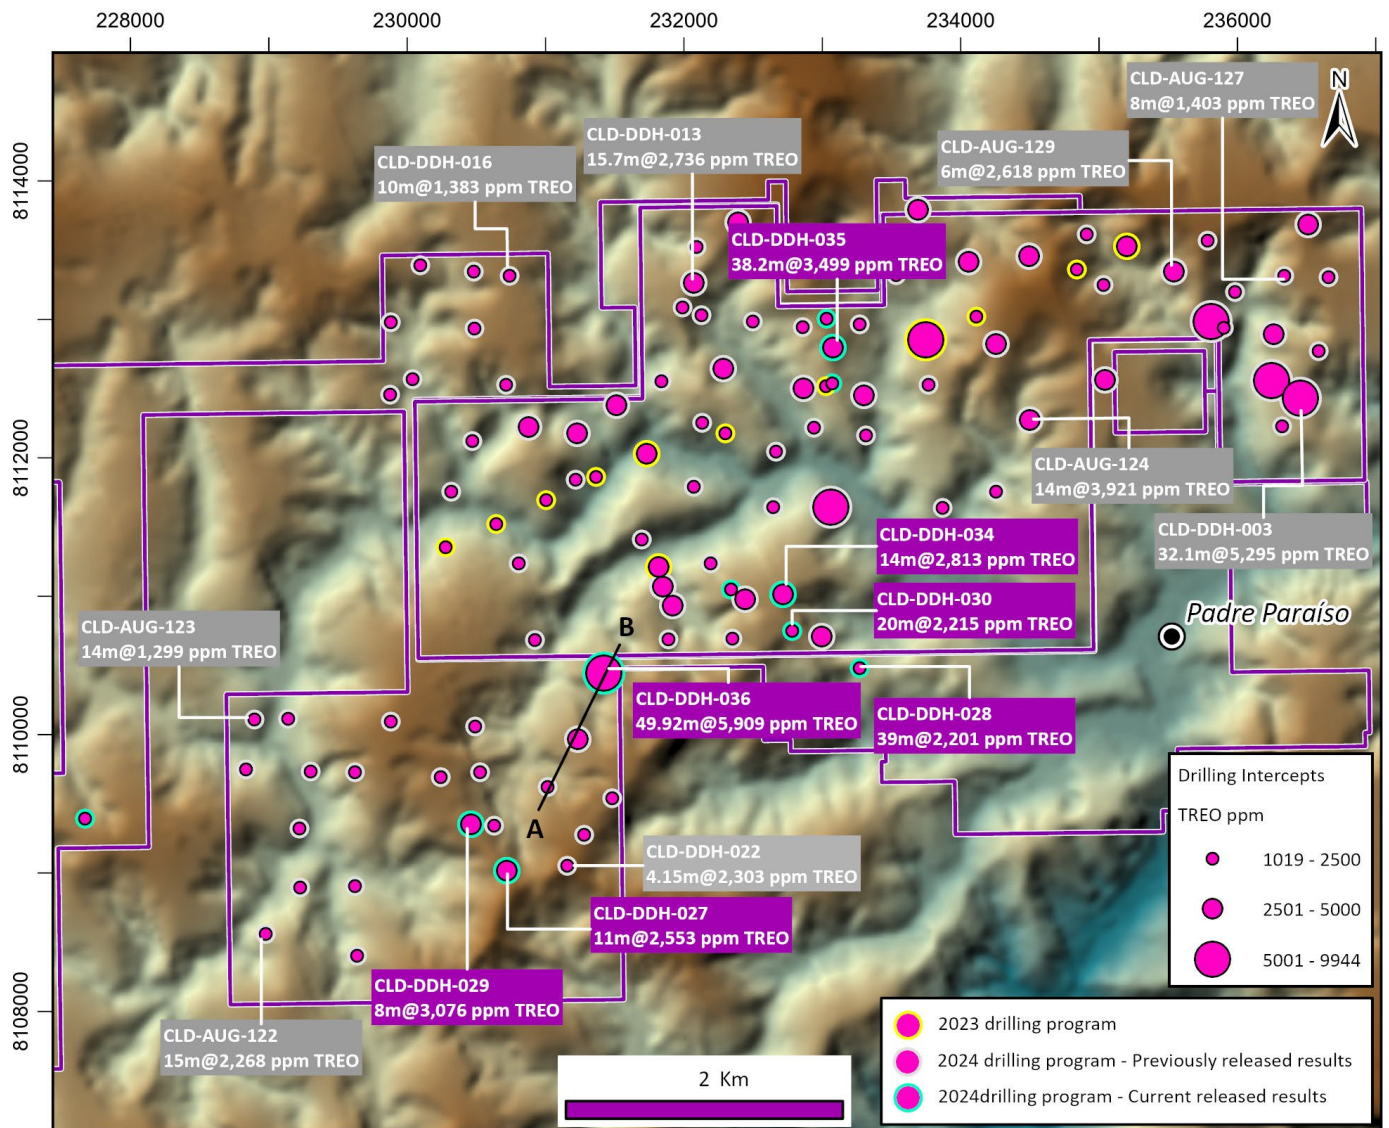 228000
230000
232000
234000
236000
8114000
8112000
8110000
8108000
N
CLD-AUG-127
8m@1,403 ppm TREO
CLD-DDH-013
15.7m@2,736 ppm TREO
CLD-AUG-129
6m@2,618 ppm TREO
CLD-DDH-016
10m@1,383 ppm TREO
CLD-DDH-035
38.2m@3,499 ppm TREO
CLD-AUG-124
14m@3,921 ppm TREO
CLD-DDH-003
32.1m@5,295 ppm TREO
CLD-DDH-034
14m@2,813 ppm TREO
CLD-DDH-030
20m@2,215 ppm TREO
Padre Paraíso
CLD-AUG-123
14m@1,299 ppm TREO
B
CLD-DDH-036
49.92m@5,909 ppm TREO
CLD-DDH-028
39m@2,201 ppm TREO
A
CLD-DDH-022
4.15m@2,303 ppm TREO
CLD-DDH-027
11m@2,553 ppm TREO
CLD-DDH-029
8m@3,076 ppm TREO
CLD-AUG-122
15m@2,268 ppm TREO
Drilling Intercepts
TREO ppm
1019 - 2500
2501 - 5000
5001 - 9944
2023 drilling program
2024 drilling program - Previously released results
2024drilling program - Current released results
2 Km